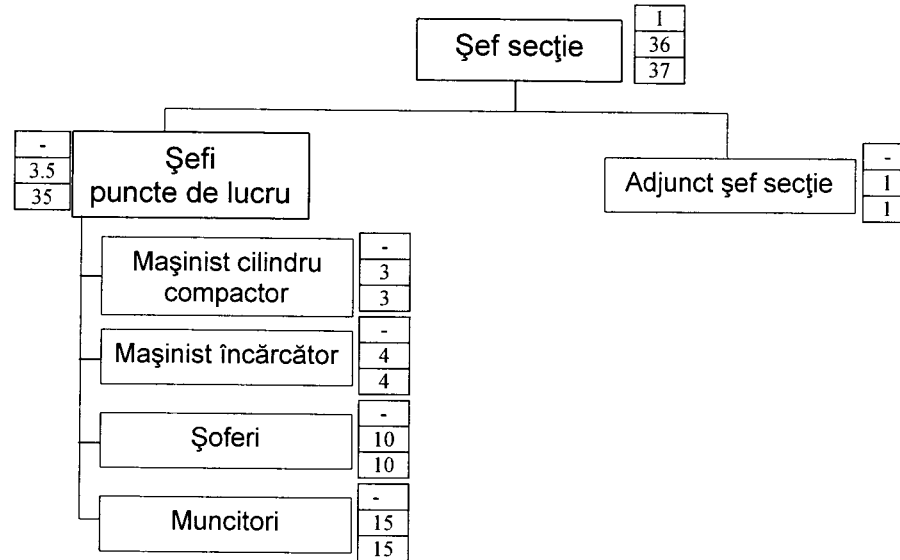 Şef secţie
1
36
37
-
3.5
35
Şefi
puncte de lucru
Adjunct şef secţie
-
1
1
Maşinist cilindru
compactor
-
3
3
Maşinist încărcător
-
4
4
Şoferi
-
10
10
Muncitori
-
15
15